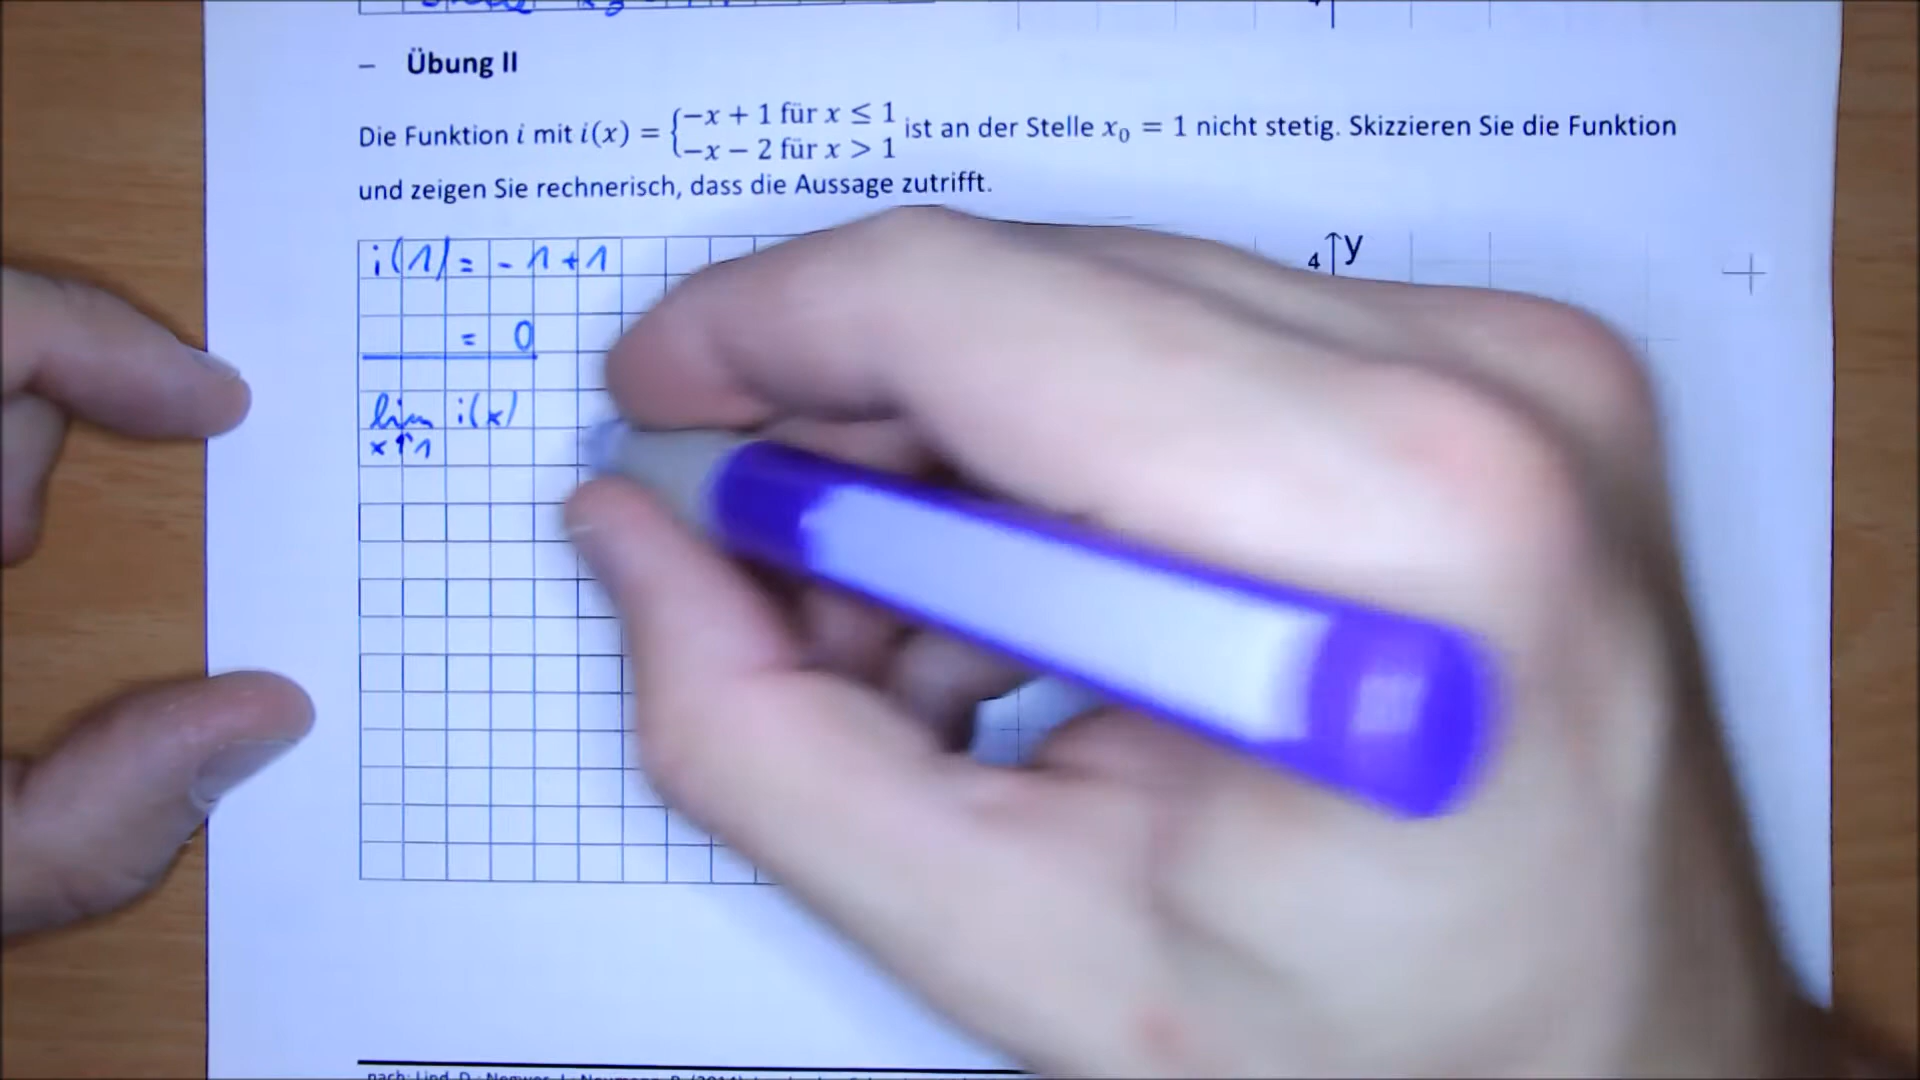 – Übung II
Die Funktion i mit i(x) = {−x + 1 für x ≤ 1
−x − 2 für x > 1 ist an der Stelle x₀ = 1 nicht stetig. Skizzieren Sie die Funktion
und zeigen Sie rechnerisch, dass die Aussage zutrifft.
i(1) = -1+1
= 0
lim i(x)
x↑1
4 y